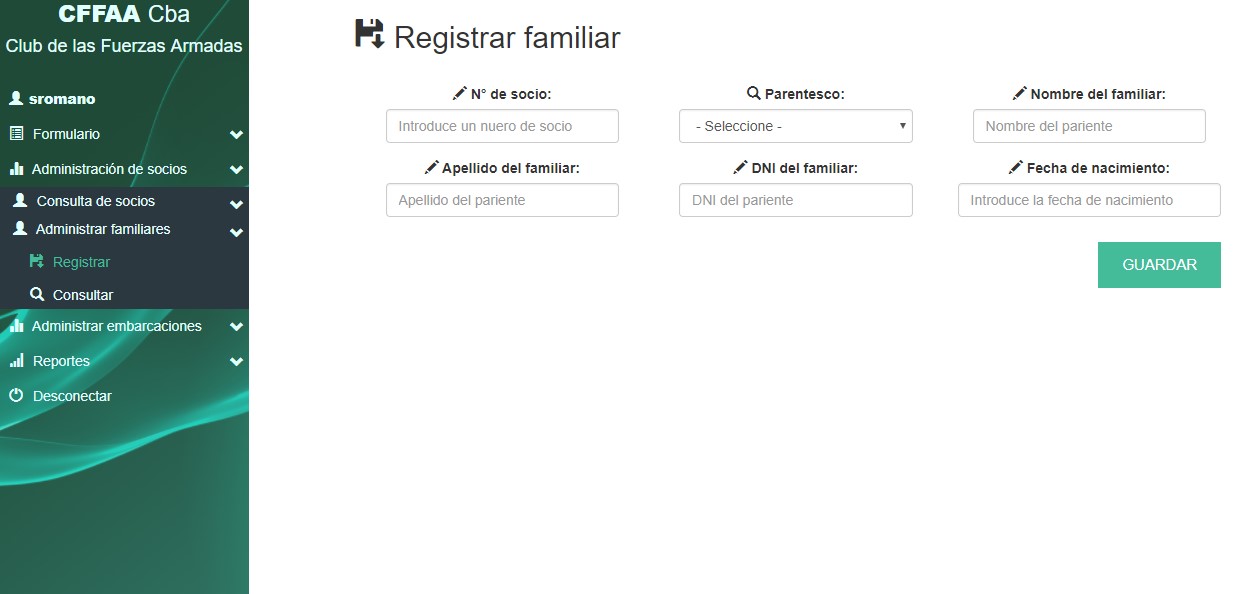 CFFAA Cba
Club de las Fuerzas Armadas
sromano
Formulario
Administración de socios
Consulta de socios
Administrar familiares
Registrar
Consultar
Administrar embarcaciones
Reportes
Desconectar
Registrar familiar
N° de socio:
Introduce un nuero de socio
Parentesco:
- Seleccione -
Nombre del familiar:
Nombre del pariente
Apellido del familiar:
Apellido del pariente
DNI del familiar:
DNI del pariente
Fecha de nacimiento:
Introduce la fecha de nacimiento
GUARDAR